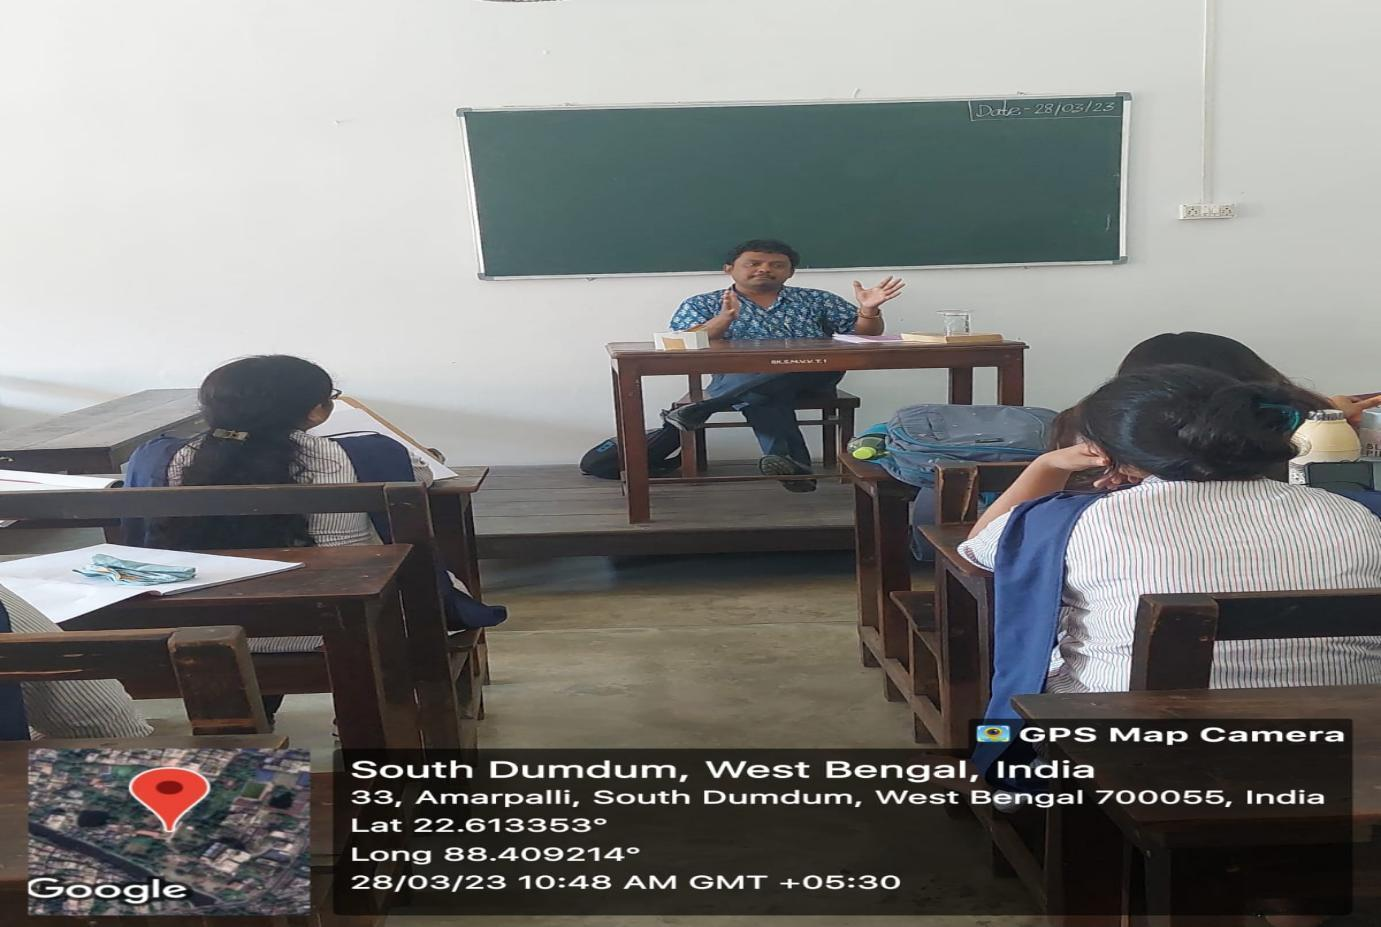 Date - 28/03/23
GPS Map Camera
South Dumdum, West Bengal, India
33, Amarpalli, South Dumdum, West Bengal 700055, India
Lat 22.613353°
Long 88.409214°
28/03/23 10:48 AM GMT +05:30
Google